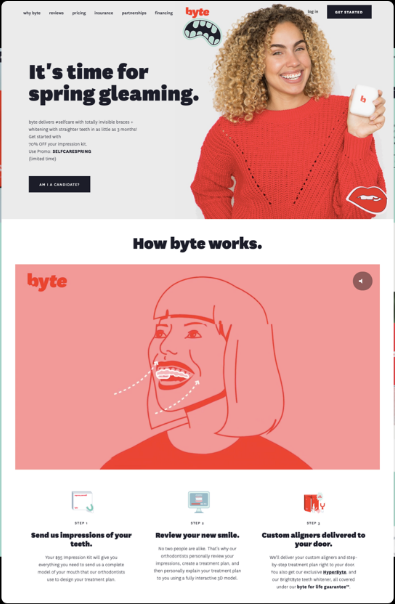 why byte reviews pricing insurance partnerships financing byte log in GET STARTED
It's time for
spring gleaming.
byte delivers mselfcare with totally invisible braces –
whitening with straighter teeth in as little as 3 months!
Get started with
70% OFF your impression kit.
Use Promo: SELFCARESPRING
(limited time)
AM I A CANDIDATE?
b
How byte works.
byte
STEP 1
Send us impressions of your
teeth.
Your $95 Impression Kit will give you
everything you need to send us a complete
model of your mouth that our orthodontists
use to design your treatment plan.
STEP 2
Review your new smile.
No two people are alike. That's why our
orthodontists personally review your
impressions, create a treatment plan, and
then personally explain your treatment plan
to you using a fully interactive 3D model.
STEP 3
Custom aligners delivered to
your door.
We'll deliver your custom aligners and step-
by-step treatment plan right to your door.
You also get our exclusive HyperByte, and
our BrightByte teeth whitener, all covered
under our byte for life guarantee™.